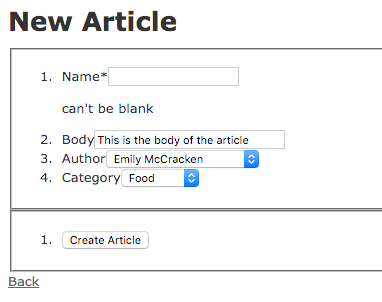 New Article
1. Name*
can't be blank
2. Body This is the body of the article
3. Author Emily McCracken
4. Category Food
1. Create Article
Back